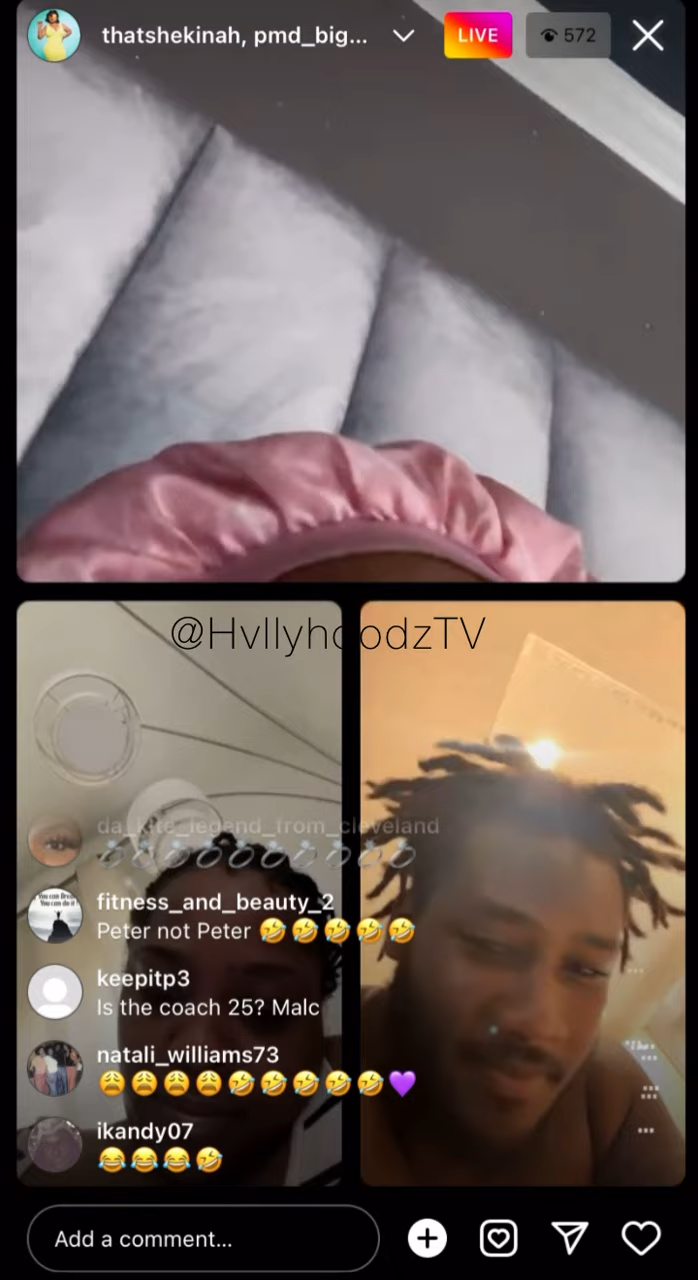 thatshekinah, pmd_big...
LIVE
572
@HvllyhoodzTV
da_kite_legend_from_cleveland
💍💍💍💍💍💍💍💍💍💍
fitness_and_beauty_2
Peter not Peter 🤣🤣🤣🤣🤣
keepitp3
Is the coach 25? Malc
natali_williams73
😩😩😩😩🤣🤣🤣🤣🤣💜
ikandy07
😂😂😂🤣
Add a comment...